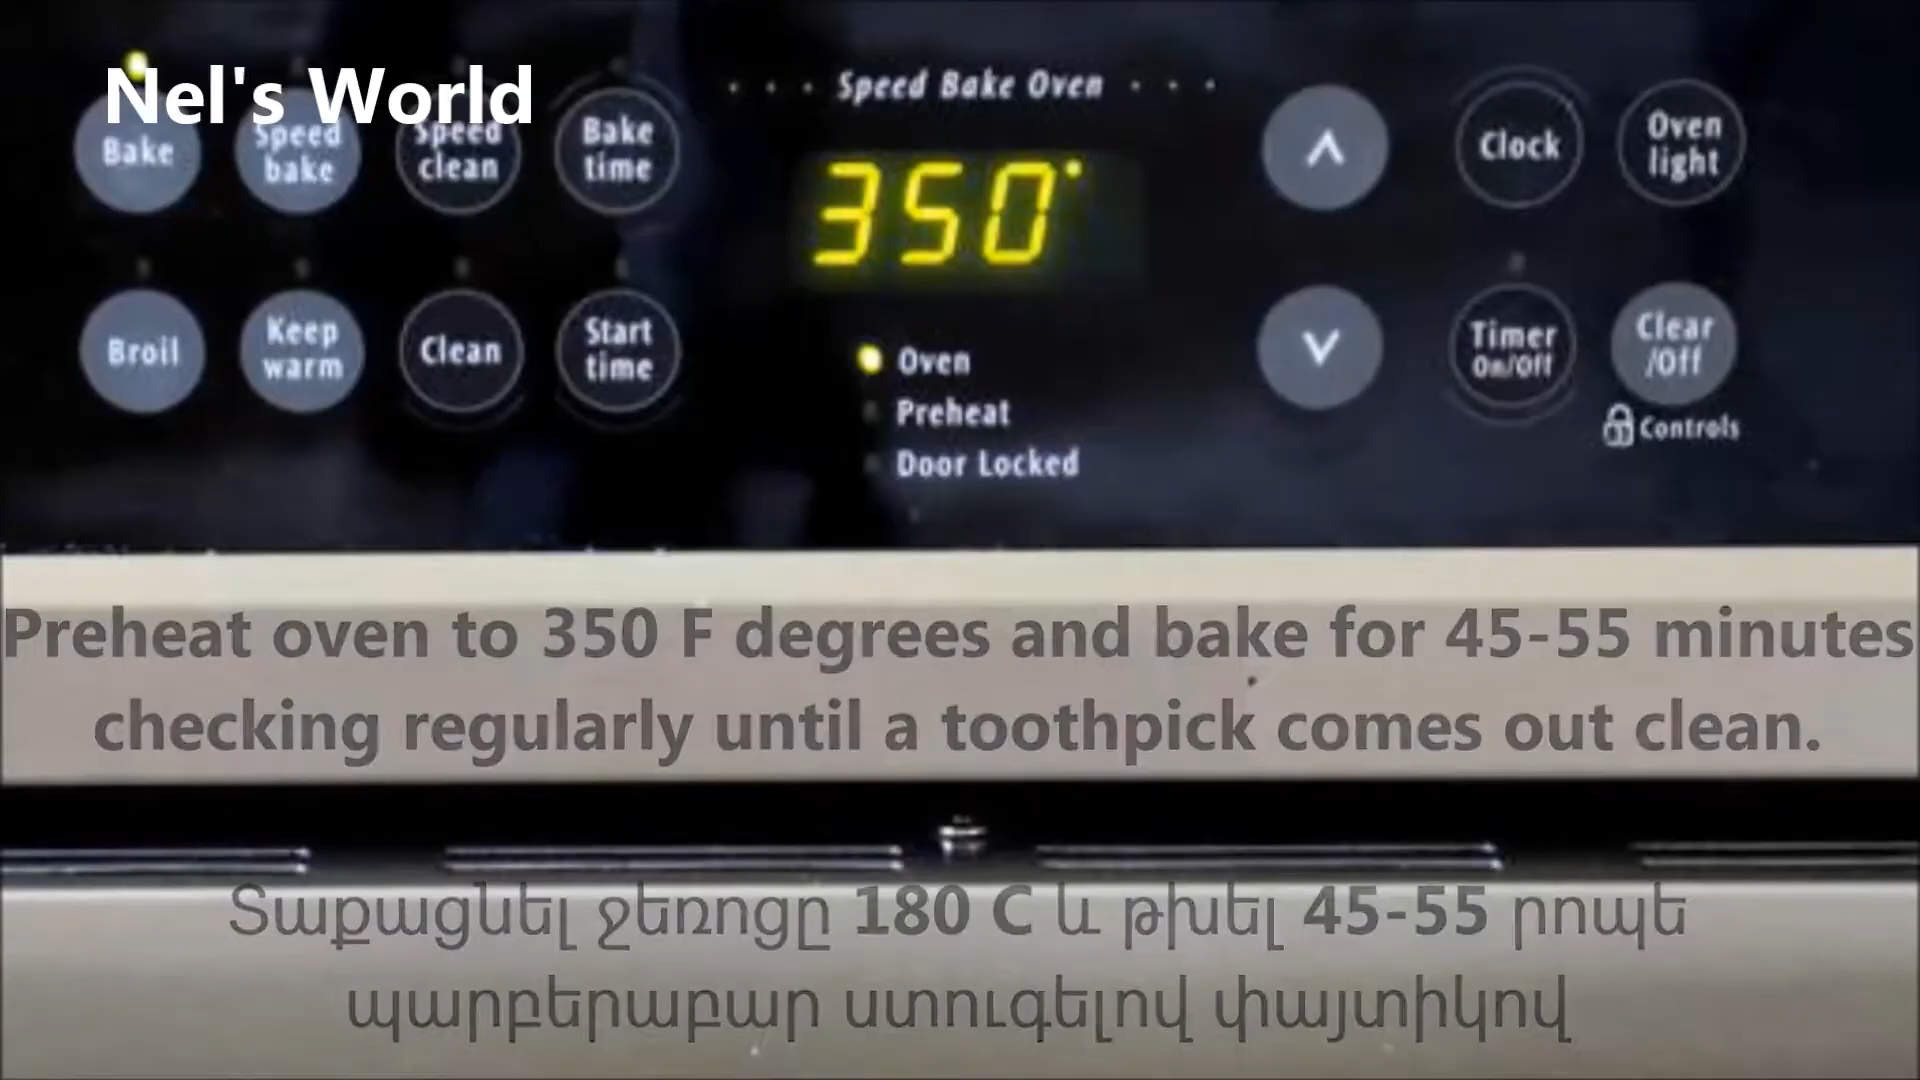 Nel's World
Speed Bake Oven
Bake
Speed bake
Speed clean
Bake time
350°
Clock
Oven light
Broil
Keep warm
Clean
Start time
Oven
Preheat
Door Locked
Timer On/Off
Clear /Off
Controls
Preheat oven to 350 F degrees and bake for 45-55 minutes
checking regularly until a toothpick comes out clean.
Տաքացնել ջեռոցը 180 C և թխել 45-55 րոպե
պարբերաբար ստուգելով փայտիկով